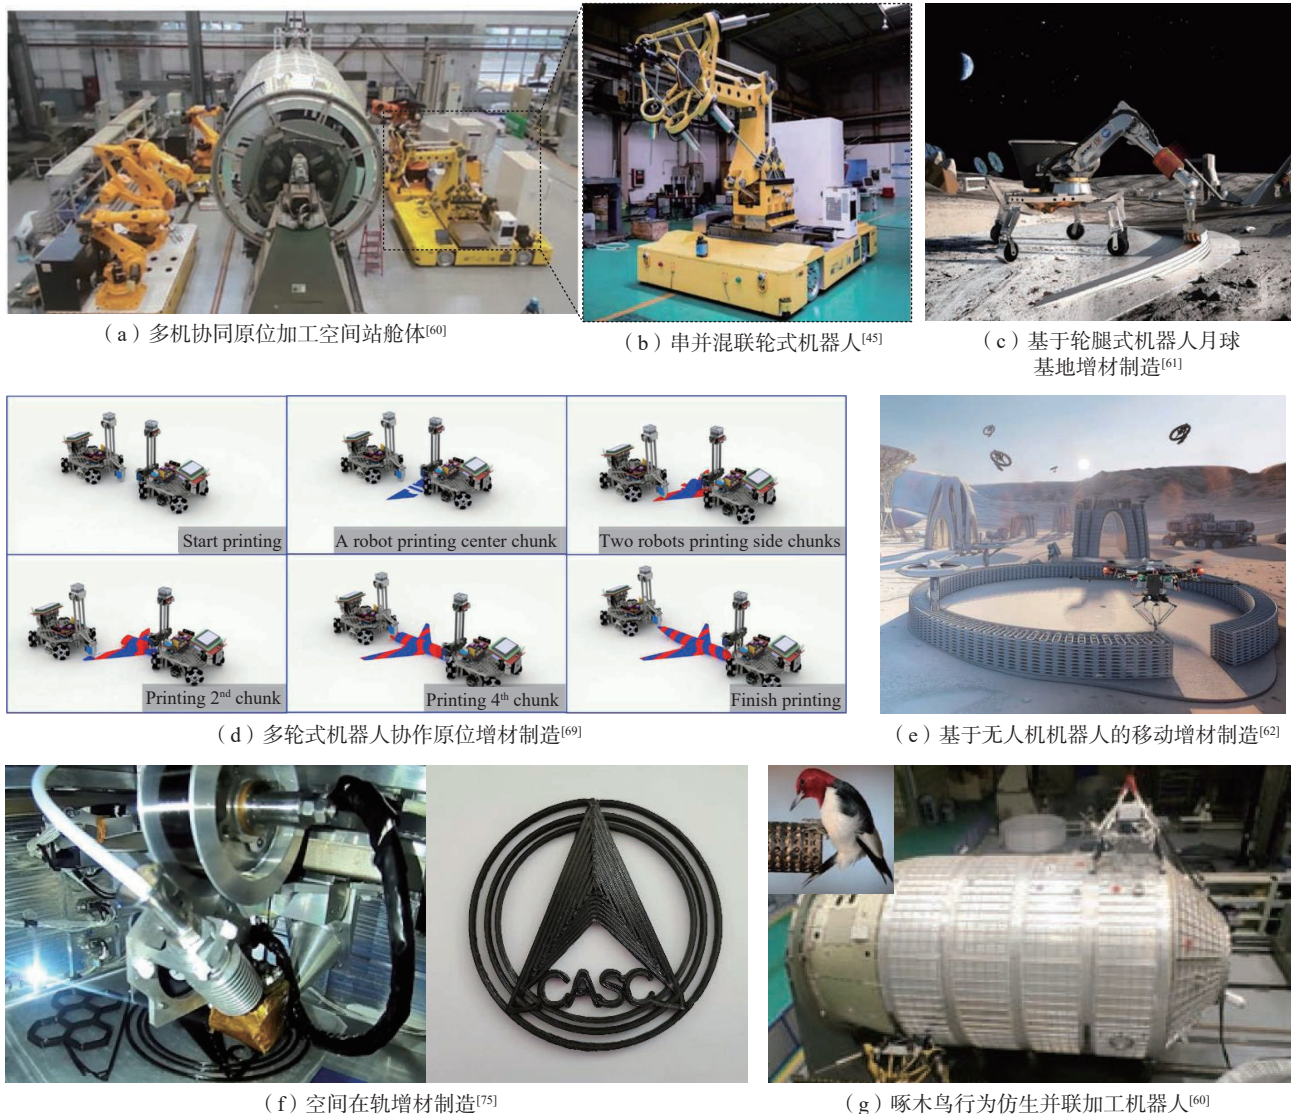 （a）多机协同原位加工空间站舱体[60]
（b）串并混联轮式机器人[45]
（c）基于轮腿式机器人月球
基地增材制造[61]
Start printing
A robot printing center chunk
Two robots printing side chunks
Printing 2nd chunk
Printing 4th chunk
Finish printing
（d）多轮式机器人协作原位增材制造[69]
（e）基于无人机机器人的移动增材制造[62]
CASC
（f）空间在轨增材制造[75]
（g）啄木鸟行为仿生并联加工机器人[60]